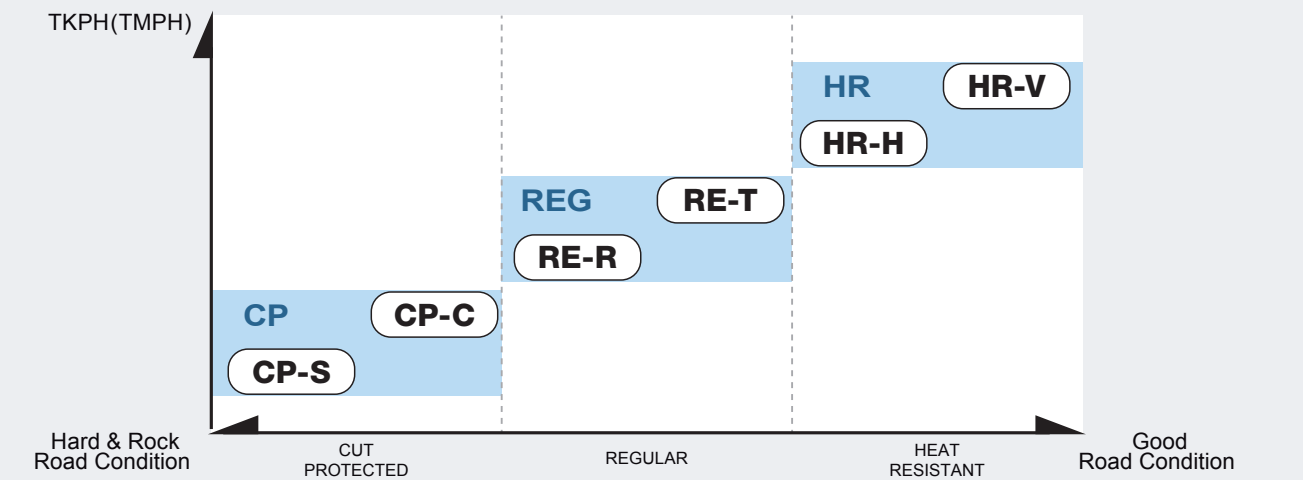 TKPH(TMPH)
HR
HR-V
HR-H
REG
RE-T
RE-R
CP
CP-C
CP-S
Hard & Rock
Road Condition
CUT
PROTECTED
REGULAR
HEAT
RESISTANT
Good
Road Condition